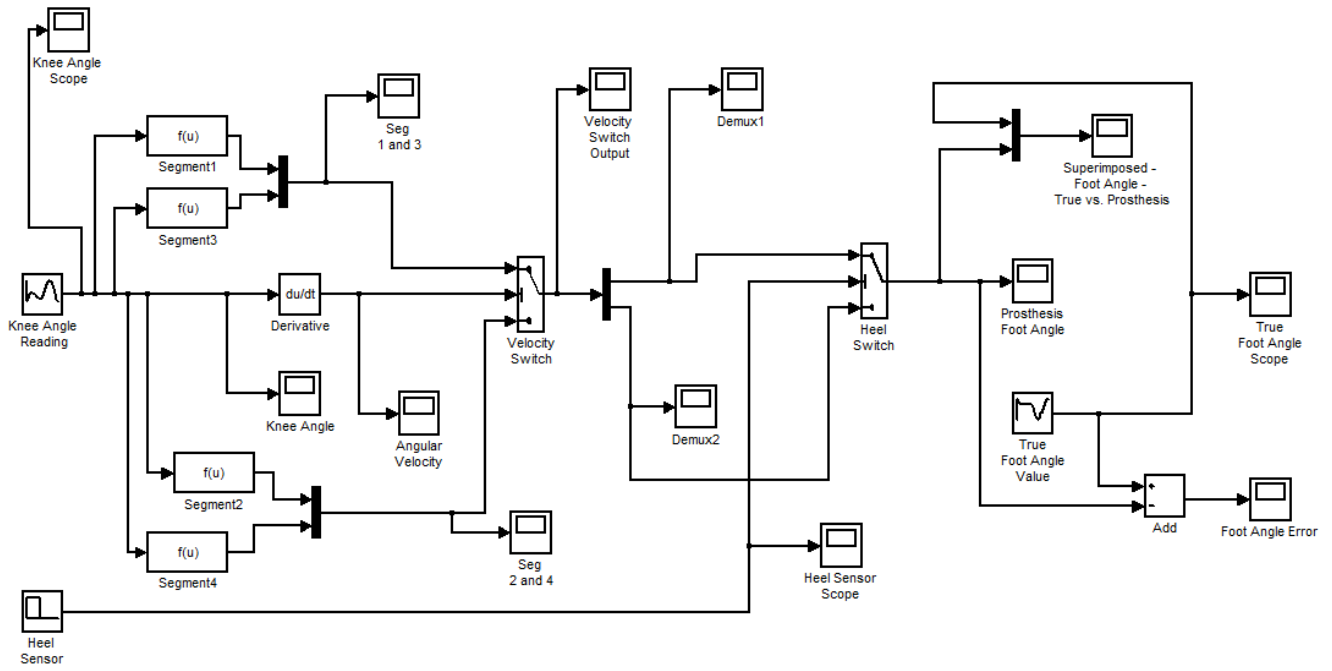 Knee Angle
Scope
f(u)
Segment1
f(u)
Segment3
Seg
1 and 3
Velocity
Switch
Output
Demux1
Superimposed -
Foot Angle -
True vs. Prosthesis
Knee Angle
Reading
du/dt
Derivative
Velocity
Switch
Heel
Switch
Prosthesis
Foot Angle
True
Foot Angle
Scope
Knee Angle
Angular
Velocity
Demux2
True
Foot Angle
Value
f(u)
Segment2
f(u)
Segment4
Seg
2 and 4
+
−
Add
Foot Angle Error
Heel Sensor
Scope
Heel
Sensor